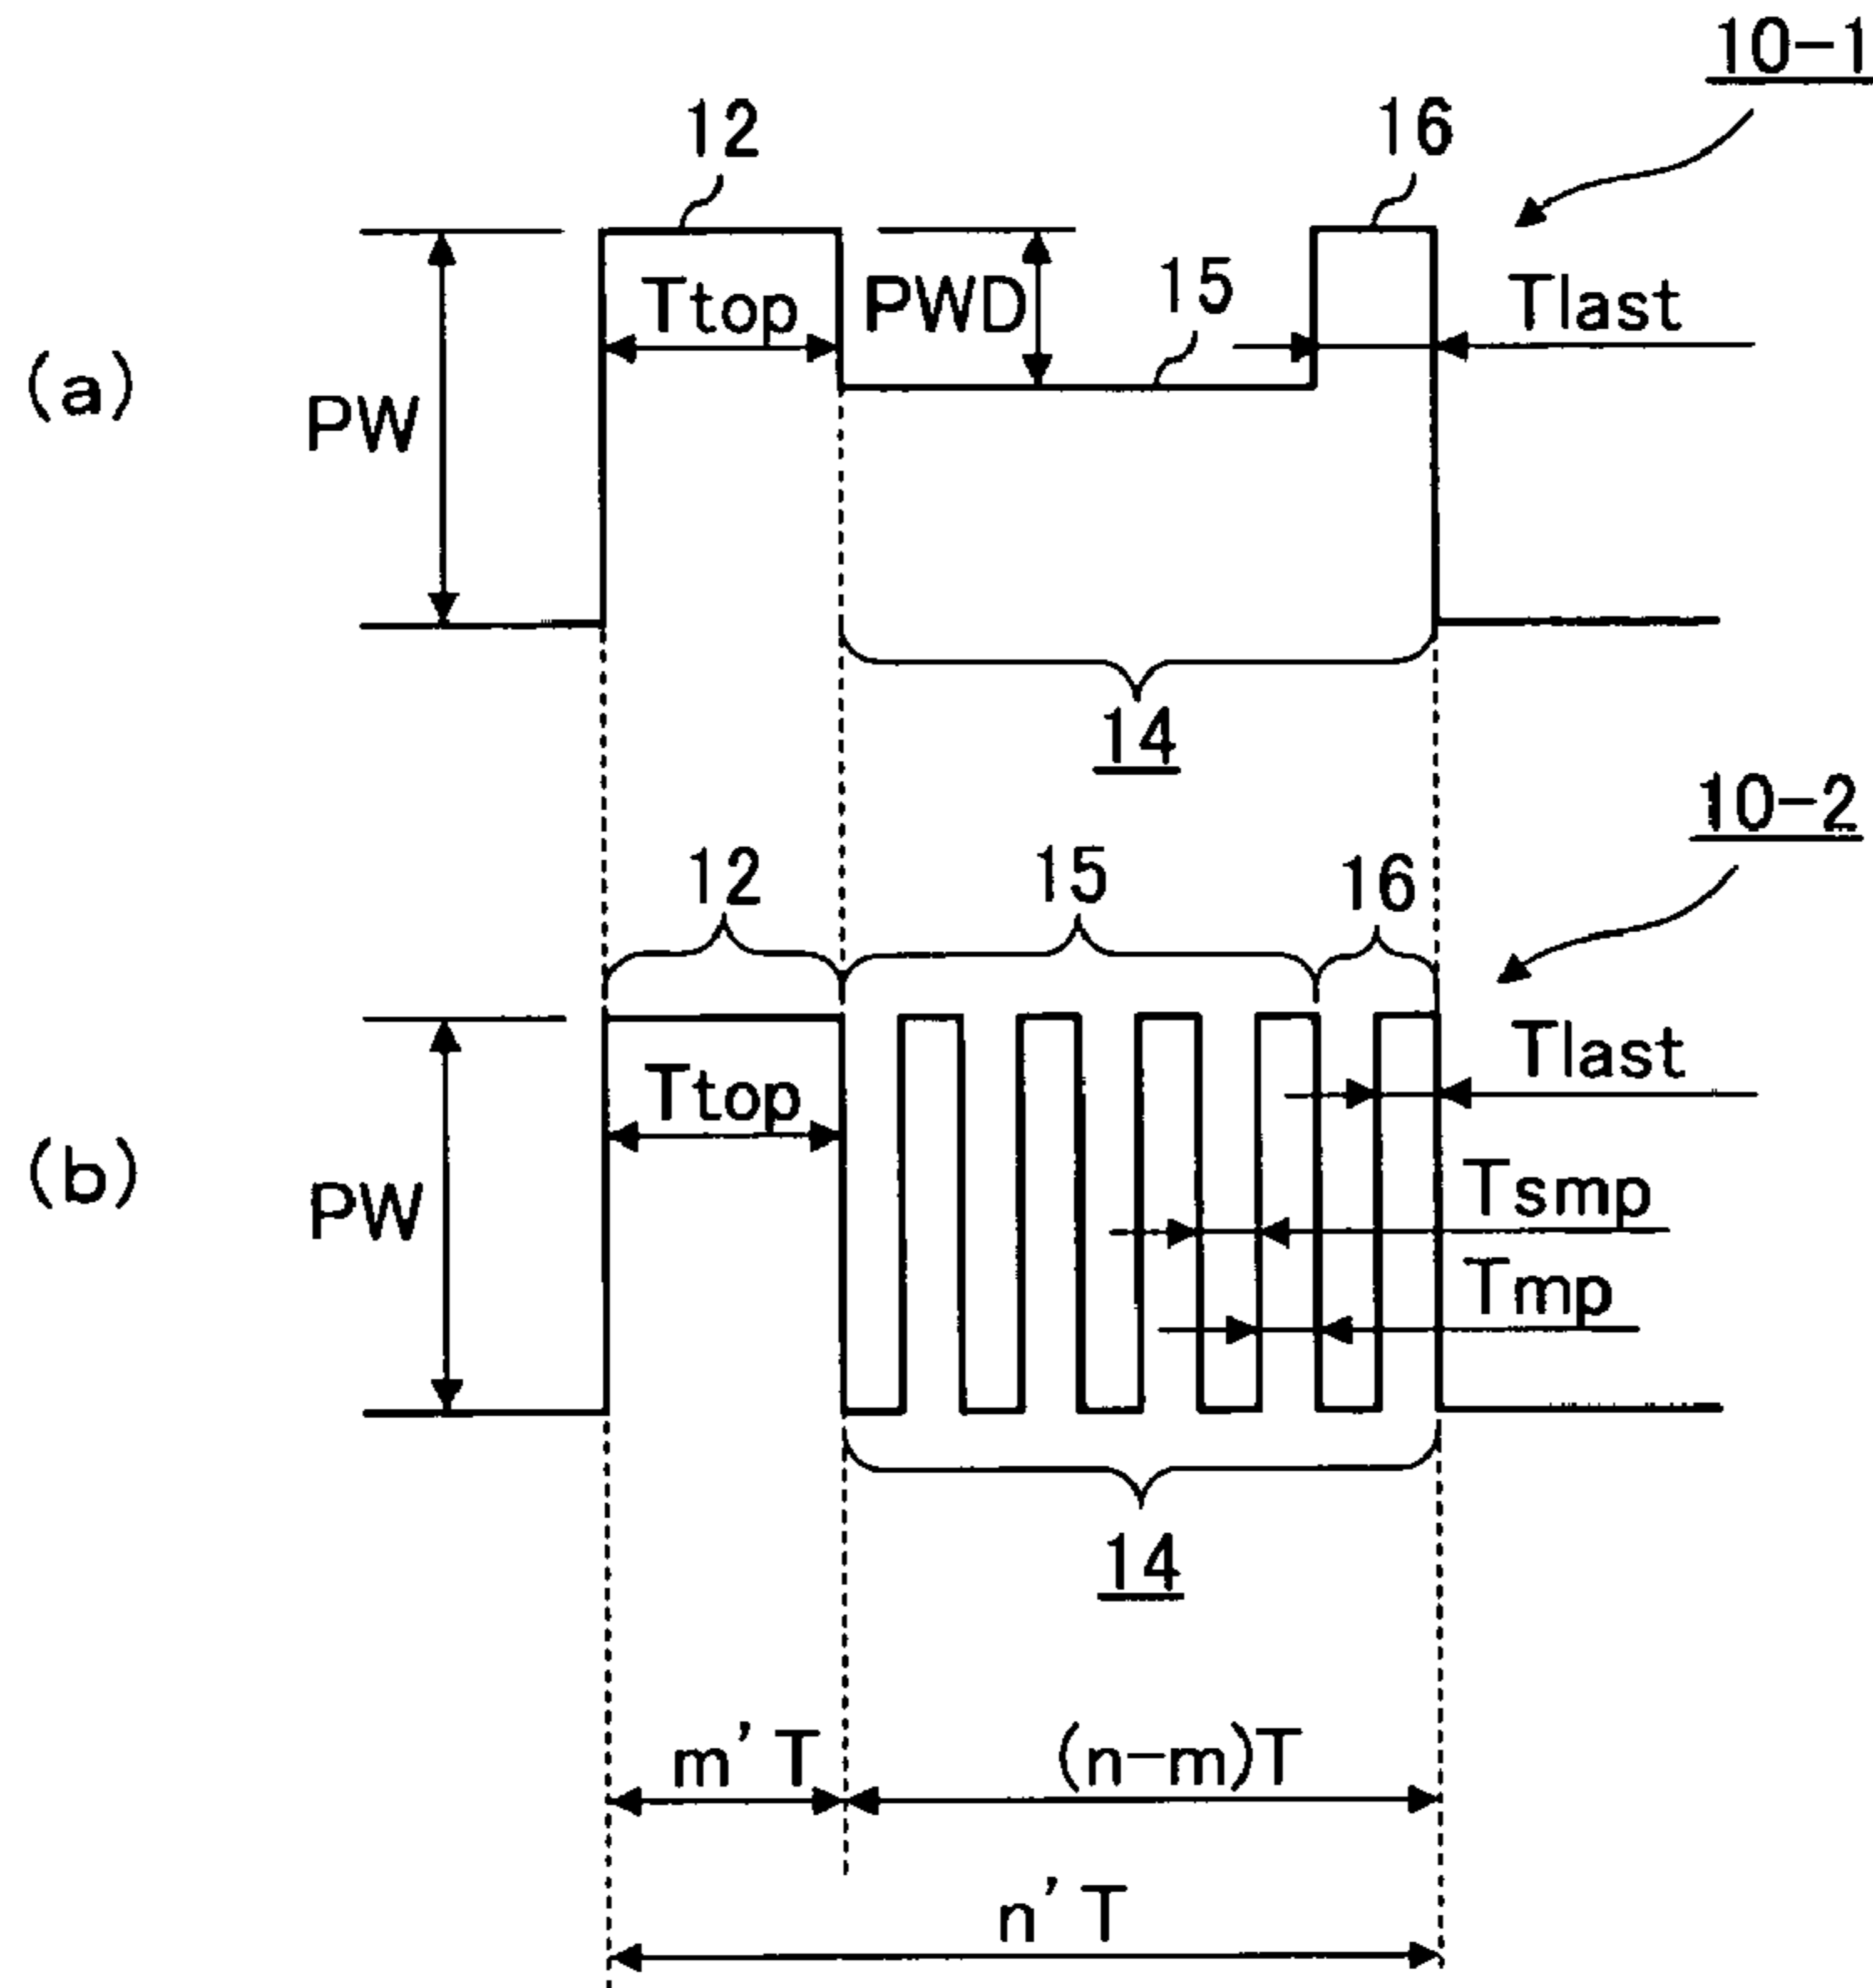 10-1
12
16
Ttop
PWD
15
Tlast
(a)
PW
14
10-2
12
15
16
Ttop
Tlast
(b)
PW
Tsmp
Tmp
14
m' T
(n-m)T
n' T